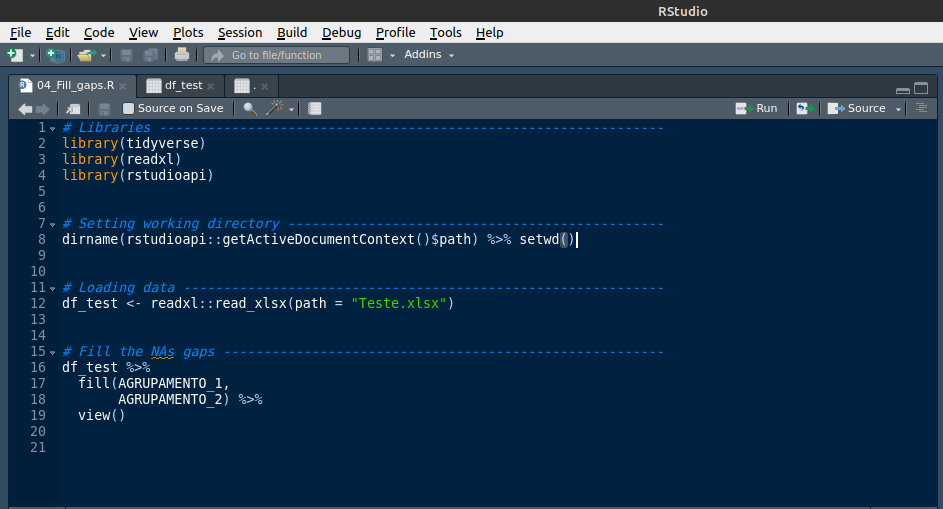 RStudio
File Edit Code View Plots Session Build Debug Profile Tools Help
Go to file/function Addins
04_Fill_gaps.R df_test .
Source on Save Run Source
1 # Libraries ---------------------------------------------------------------
2 library(tidyverse)
3 library(readxl)
4 library(rstudioapi)
5
6
7 # Setting working directory -----------------------------------------------
8 dirname(rstudioapi::getActiveDocumentContext()$path) %>% setwd()
9
10
11 # Loading data ------------------------------------------------------------
12 df_test <- readxl::read_xlsx(path = "Teste.xlsx")
13
14
15 # Fill the NAs gaps -------------------------------------------------------
16 df_test %>%
17 fill(AGRUPAMENTO_1,
18 AGRUPAMENTO_2) %>%
19 view()
20
21